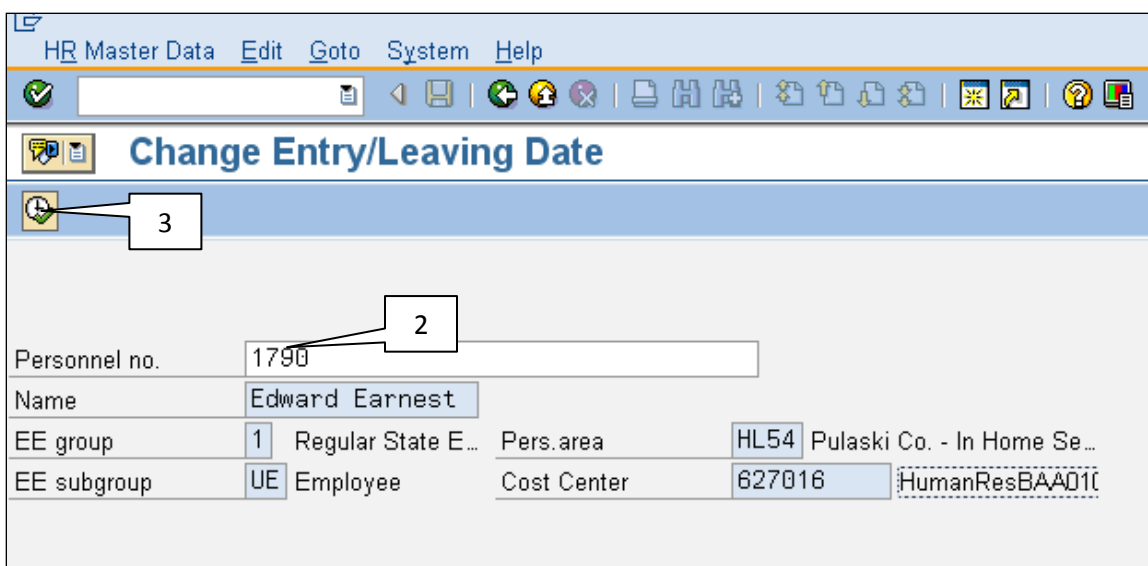 HR Master Data Edit Goto System Help
Change Entry/Leaving Date
3
2
Personnel no. 1790
Name Edward Earnest
EE group 1 Regular State E... Pers.area HL54 Pulaski Co. - In Home Se...
EE subgroup UE Employee Cost Center 627016 HumanResBAA01